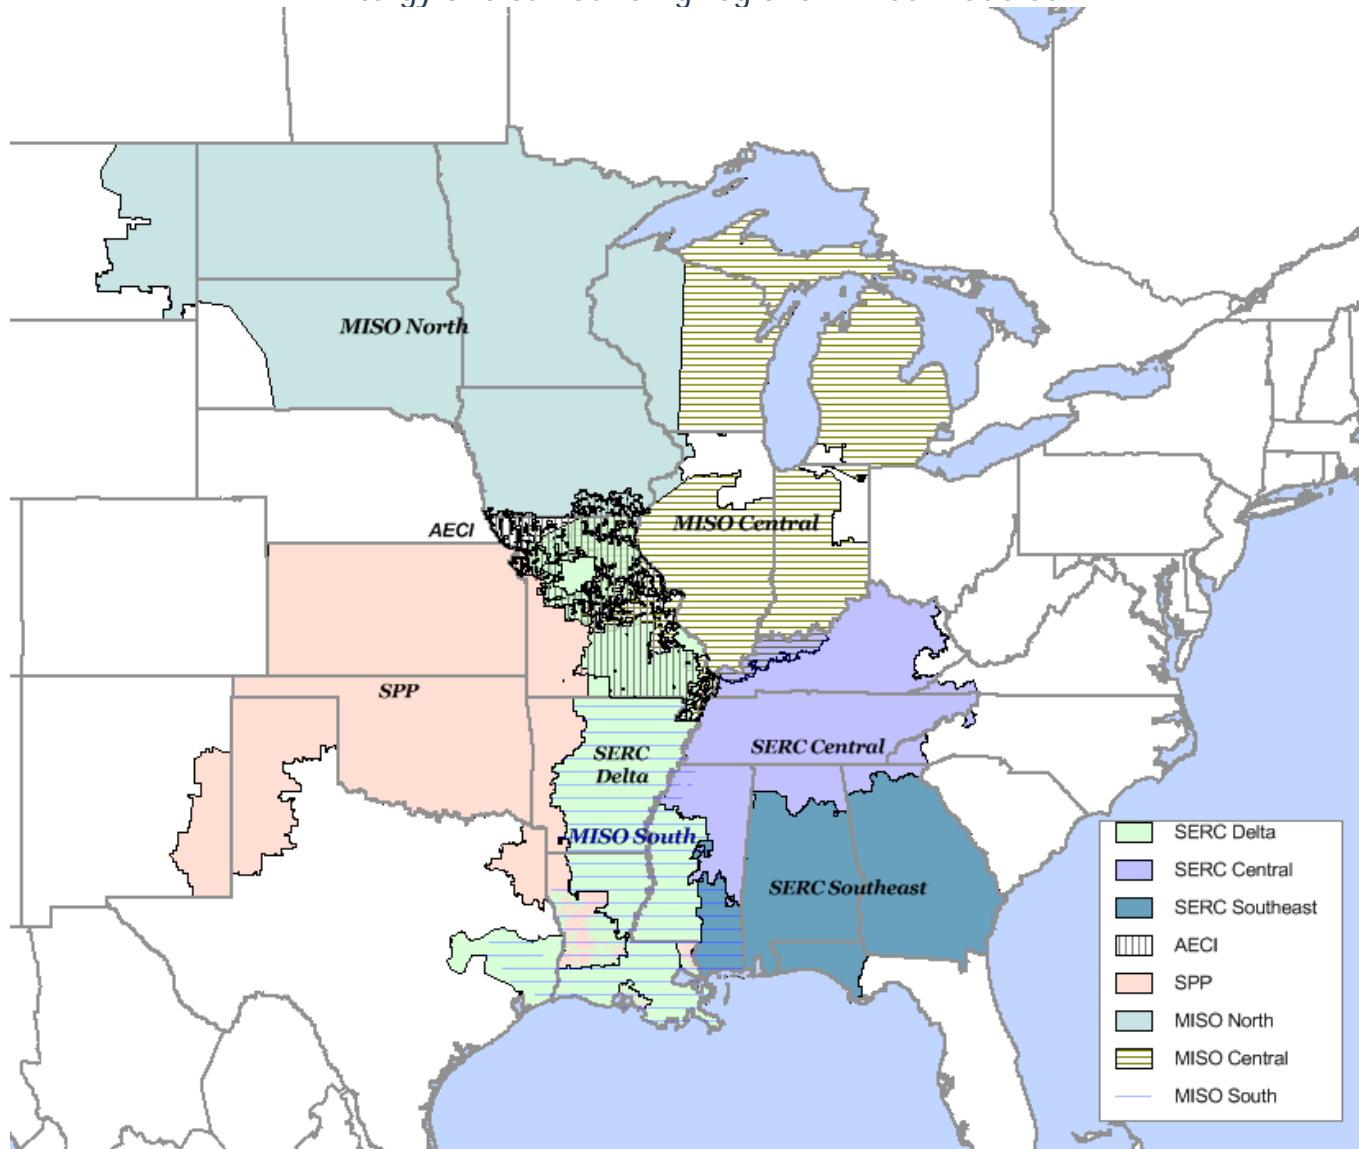 MISO North
AECI
MISO Central
SPP
SERC Central
SERC
Delta
MISO South
SERC Southeast
SERC Delta
SERC Central
SERC Southeast
AECI
SPP
MISO North
MISO Central
MISO South